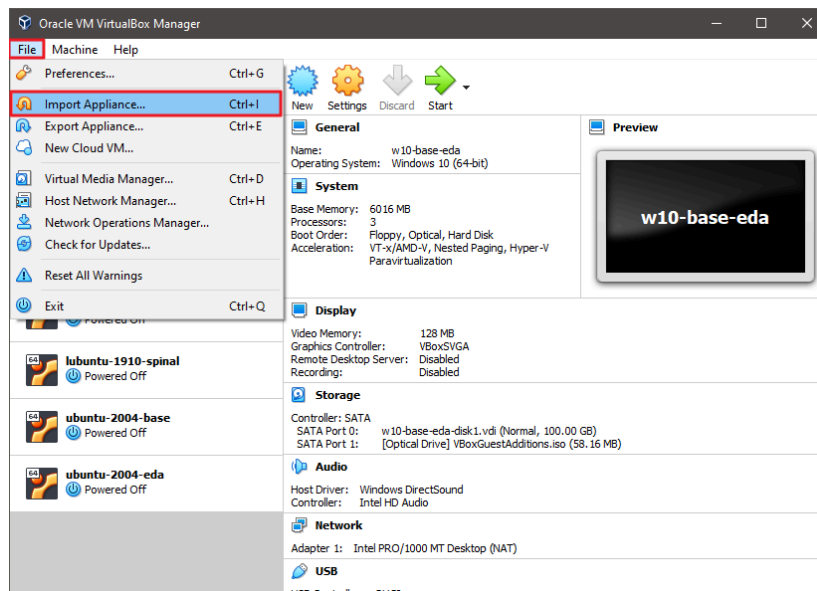 Oracle VM VirtualBox Manager
File Machine Help
Preferences... Ctrl+G
Import Appliance... Ctrl+I
Export Appliance... Ctrl+E
New Cloud VM...
Virtual Media Manager... Ctrl+D
Host Network Manager... Ctrl+H
Network Operations Manager...
Check for Updates...
Reset All Warnings
Exit Ctrl+Q
Powered Off
64
lubuntu-1910-spinal
Powered Off
64
ubuntu-2004-base
Powered Off
64
ubuntu-2004-eda
Powered Off
New Settings Discard Start
General
Name: w10-base-eda
Operating System: Windows 10 (64-bit)
System
Base Memory: 6016 MB
Processors: 3
Boot Order: Floppy, Optical, Hard Disk
Acceleration: VT-x/AMD-V, Nested Paging, Hyper-V
Paravirtualization
Preview
w10-base-eda
Display
Video Memory: 128 MB
Graphics Controller: VBoxSVGA
Remote Desktop Server: Disabled
Recording: Disabled
Storage
Controller: SATA
SATA Port 0: w10-base-eda-disk1.vdi (Normal, 100.00 GB)
SATA Port 1: [Optical Drive] VBoxGuestAdditions.iso (58.16 MB)
Audio
Host Driver: Windows DirectSound
Controller: Intel HD Audio
Network
Adapter 1: Intel PRO/1000 MT Desktop (NAT)
USB